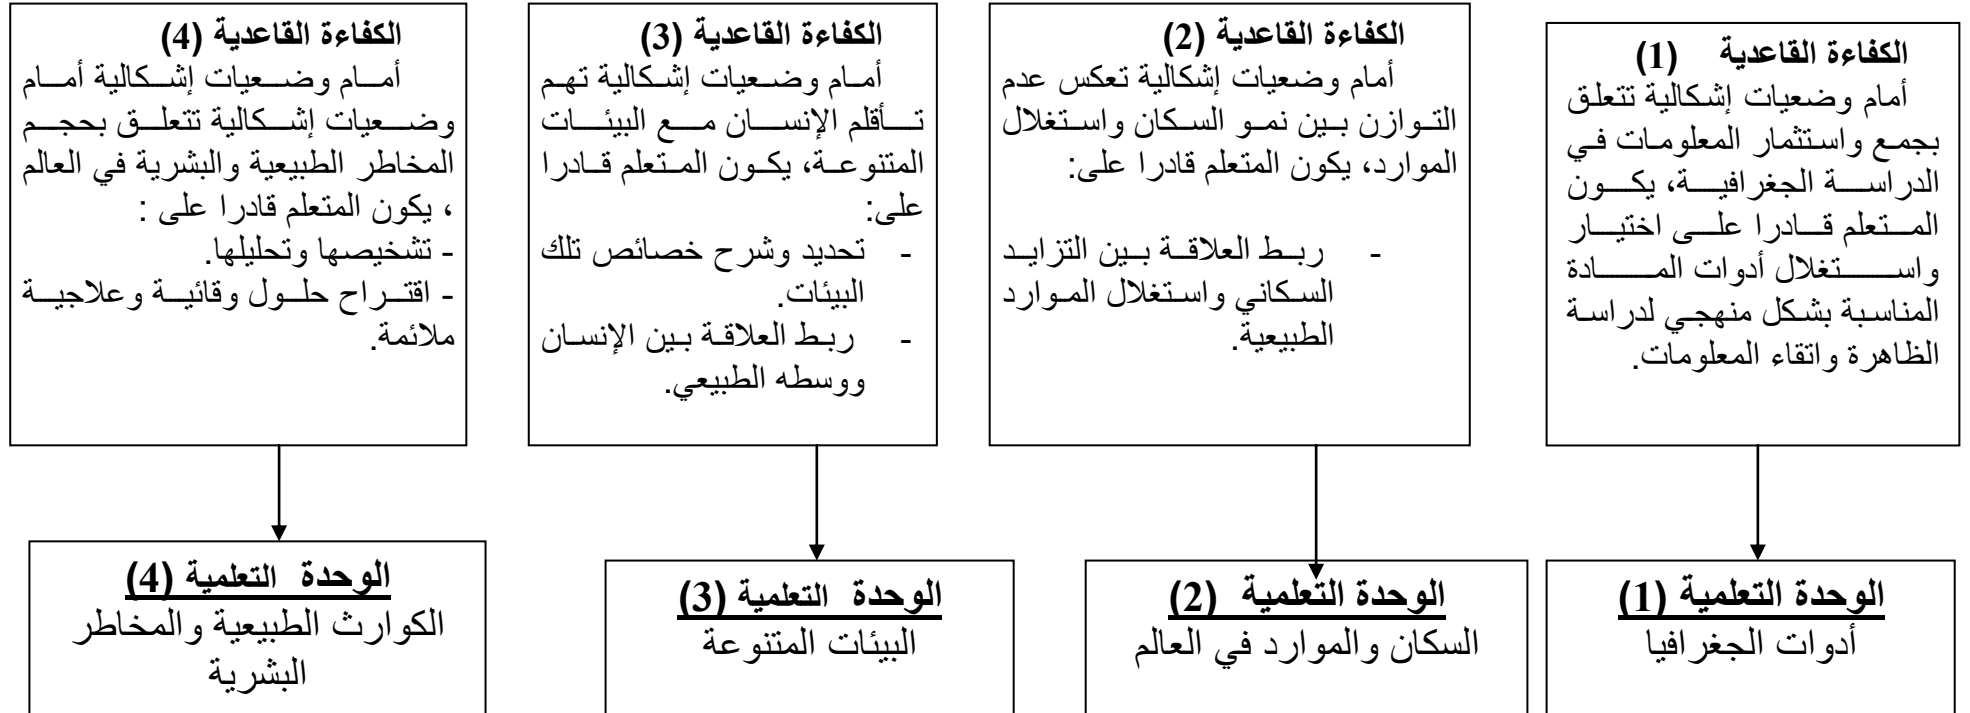 الكفاءة القاعدية (1)
أمام وضعيات إشكالية تتعلق
بجمع واستثمار المعلومات في
الدراسة الجغرافية، يكون
المتعلم قادرا على اختيار
واستغلال أدوات المادة
المناسبة بشكل منهجي لدراسة
الظاهرة واتقاء المعلومات.
الكفاءة القاعدية (2)
أمام وضعيات إشكالية تعكس عدم
التوازن بين نمو السكان واستغلال
الموارد، يكون المتعلم قادرا على:
- ربط العلاقة بين التزايد
السكاني واستغلال الموارد
الطبيعية.
الكفاءة القاعدية (3)
أمام وضعيات إشكالية تهم
تأقلم الإنسان مع البيئات
المتنوعة، يكون المتعلم قادرا
على:
- تحديد وشرح خصائص تلك
البيئات.
- ربط العلاقة بين الإنسان
ووسطه الطبيعي.
الكفاءة القاعدية (4)
أمام وضعيات إشكالية أمام
وضعيات إشكالية تتعلق بحجم
المخاطر الطبيعية والبشرية في العالم
، يكون المتعلم قادرا على :
- تشخيصها وتحليلها.
- اقتراح حلول وقائية وعلاجية
ملائمة.
الوحدة التعلمية (1)
أدوات الجغرافيا
الوحدة التعلمية (2)
السكان والموارد في العالم
الوحدة التعلمية (3)
البيئات المتنوعة
الوحدة التعلمية (4)
الكوارث الطبيعية والمخاطر
البشرية